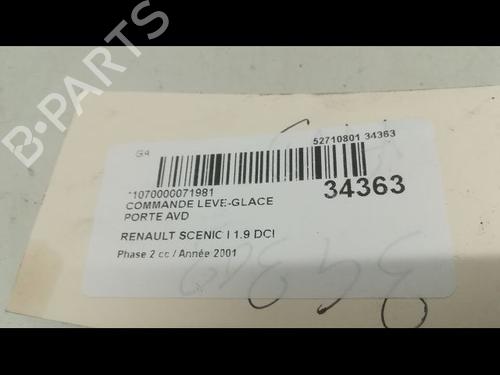 B-PARTS
G4
52710801 34363
*1070000071981
34363
COMMANDE LEVE-GLACE
PORTE AVD
RENAULT SCENIC I 1.9 DCI
Phase 2 cc / Année 2001